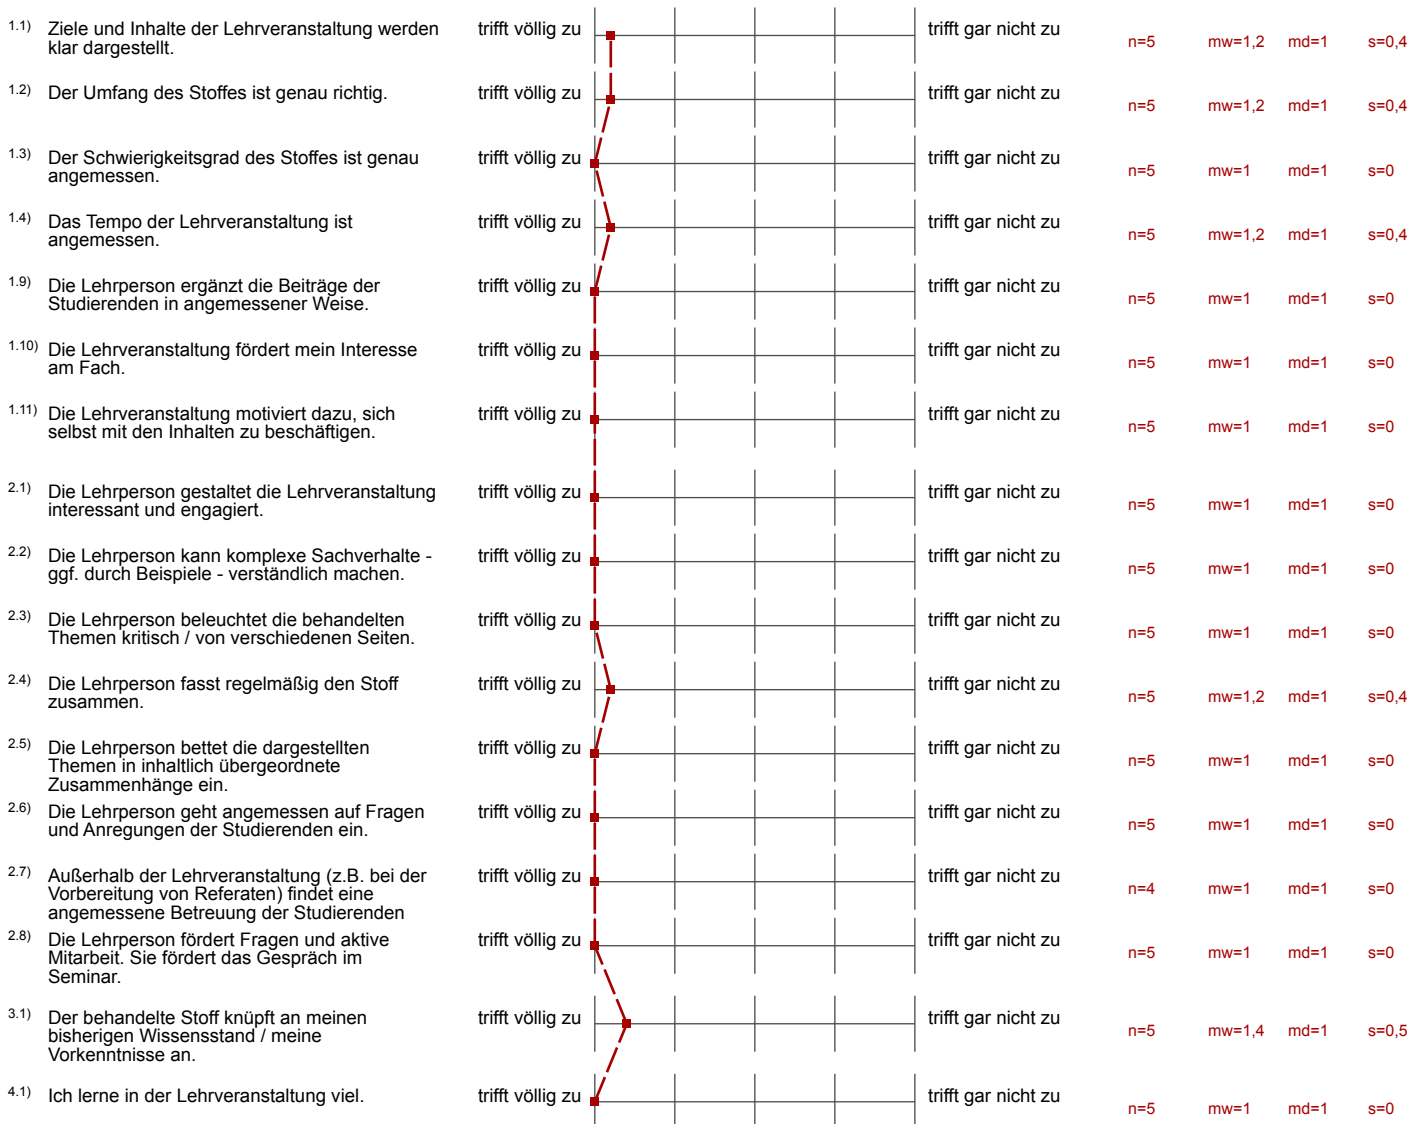 1.1) Ziele und Inhalte der Lehrveranstaltung werden klar dargestellt. trifft völlig zu trifft gar nicht zu n=5 mw=1,2 md=1 s=0,4
1.2) Der Umfang des Stoffes ist genau richtig. trifft völlig zu trifft gar nicht zu n=5 mw=1,2 md=1 s=0,4
1.3) Der Schwierigkeitsgrad des Stoffes ist genau angemessen. trifft völlig zu trifft gar nicht zu n=5 mw=1 md=1 s=0
1.4) Das Tempo der Lehrveranstaltung ist angemessen. trifft völlig zu trifft gar nicht zu n=5 mw=1,2 md=1 s=0,4
1.9) Die Lehrperson ergänzt die Beiträge der Studierenden in angemessener Weise. trifft völlig zu trifft gar nicht zu n=5 mw=1 md=1 s=0
1.10) Die Lehrveranstaltung fördert mein Interesse am Fach. trifft völlig zu trifft gar nicht zu n=5 mw=1 md=1 s=0
1.11) Die Lehrveranstaltung motiviert dazu, sich selbst mit den Inhalten zu beschäftigen. trifft völlig zu trifft gar nicht zu n=5 mw=1 md=1 s=0
2.1) Die Lehrperson gestaltet die Lehrveranstaltung interessant und engagiert. trifft völlig zu trifft gar nicht zu n=5 mw=1 md=1 s=0
2.2) Die Lehrperson kann komplexe Sachverhalte - ggf. durch Beispiele - verständlich machen. trifft völlig zu trifft gar nicht zu n=5 mw=1 md=1 s=0
2.3) Die Lehrperson beleuchtet die behandelten Themen kritisch / von verschiedenen Seiten. trifft völlig zu trifft gar nicht zu n=5 mw=1 md=1 s=0
2.4) Die Lehrperson fasst regelmäßig den Stoff zusammen. trifft völlig zu trifft gar nicht zu n=5 mw=1,2 md=1 s=0,4
2.5) Die Lehrperson bettet die dargestellten Themen in inhaltlich übergeordnete Zusammenhänge ein. trifft völlig zu trifft gar nicht zu n=5 mw=1 md=1 s=0
2.6) Die Lehrperson geht angemessen auf Fragen und Anregungen der Studierenden ein. trifft völlig zu trifft gar nicht zu n=5 mw=1 md=1 s=0
2.7) Außerhalb der Lehrveranstaltung (z.B. bei der Vorbereitung von Referaten) findet eine angemessene Betreuung der Studierenden trifft völlig zu trifft gar nicht zu n=4 mw=1 md=1 s=0
2.8) Die Lehrperson fördert Fragen und aktive Mitarbeit. Sie fördert das Gespräch im Seminar. trifft völlig zu trifft gar nicht zu n=5 mw=1 md=1 s=0
3.1) Der behandelte Stoff knüpft an meinen bisherigen Wissensstand / meine Vorkenntnisse an. trifft völlig zu trifft gar nicht zu n=5 mw=1,4 md=1 s=0,5
4.1) Ich lerne in der Lehrveranstaltung viel. trifft völlig zu trifft gar nicht zu n=5 mw=1 md=1 s=0